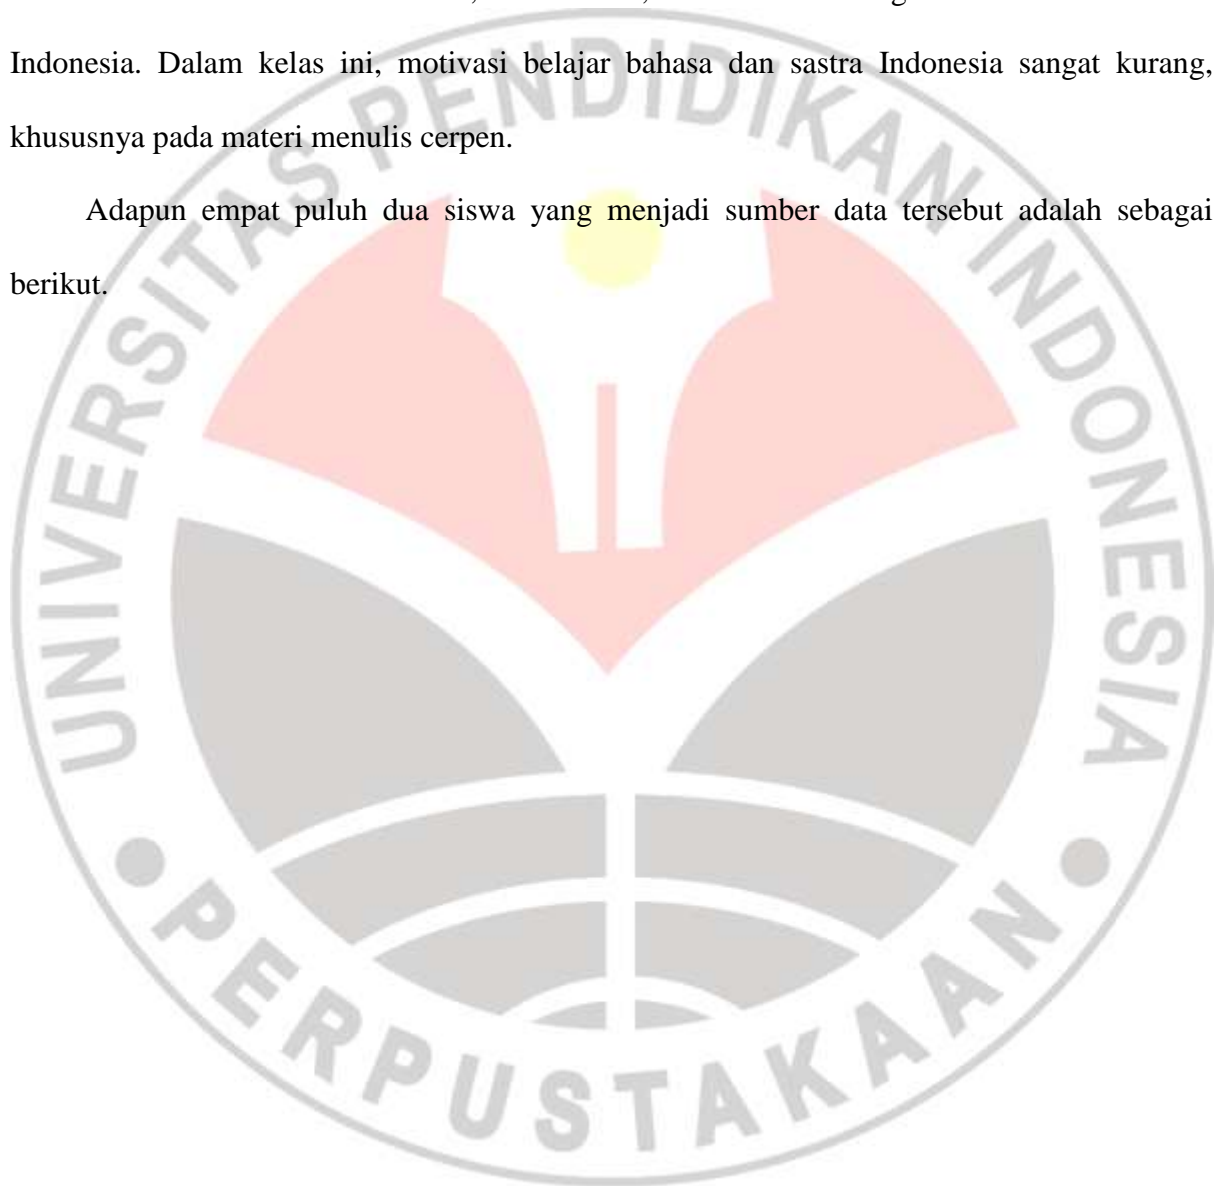 Indonesia. Dalam kelas ini, motivasi belajar bahasa dan sastra Indonesia sangat kurang,
khususnya pada materi menulis cerpen.
Adapun empat puluh dua siswa yang menjadi sumber data tersebut adalah sebagai
berikut.
UNIVERSITAS PENDIDIKAN INDONESIA
PERPUSTAKAAN